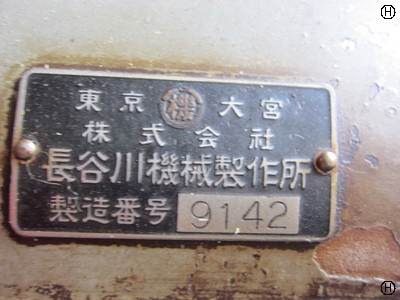 東京 機 大宮
株式会社
長谷川機械製作所
製造番号 9142
H
H